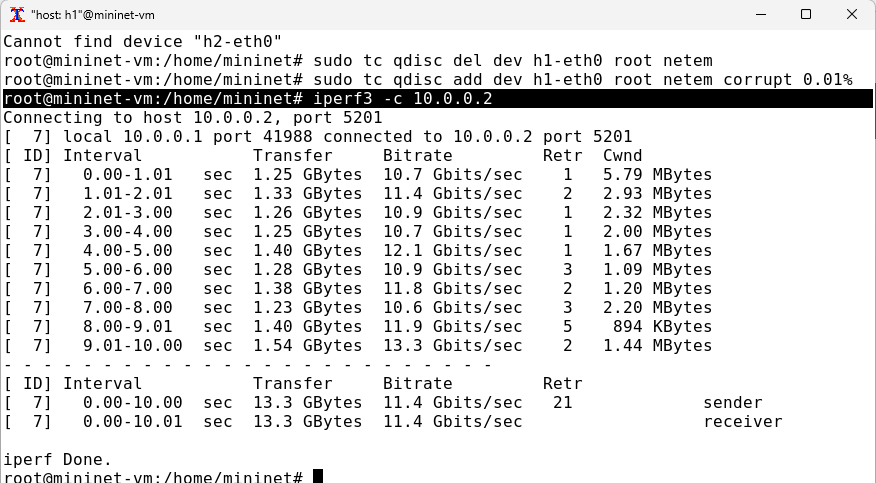 "host: h1"@mininet-vm
Cannot find device "h2-eth0"
root@mininet-vm:/home/mininet# sudo tc qdisc del dev h1-eth0 root netem
root@mininet-vm:/home/mininet# sudo tc qdisc add dev h1-eth0 root netem corrupt 0.01%
root@mininet-vm:/home/mininet# iperf3 -c 10.0.0.2
Connecting to host 10.0.0.2, port 5201
[  7] local 10.0.0.1 port 41988 connected to 10.0.0.2 port 5201
[ ID] Interval           Transfer     Bitrate         Retr  Cwnd
[  7]   0.00-1.01   sec  1.25 GBytes  10.7 Gbits/sec    1   5.79 MBytes
[  7]   1.01-2.01   sec  1.33 GBytes  11.4 Gbits/sec    2   2.93 MBytes
[  7]   2.01-3.00   sec  1.26 GBytes  10.9 Gbits/sec    1   2.32 MBytes
[  7]   3.00-4.00   sec  1.25 GBytes  10.7 Gbits/sec    1   2.00 MBytes
[  7]   4.00-5.00   sec  1.40 GBytes  12.1 Gbits/sec    1   1.67 MBytes
[  7]   5.00-6.00   sec  1.28 GBytes  10.9 Gbits/sec    3   1.09 MBytes
[  7]   6.00-7.00   sec  1.38 GBytes  11.8 Gbits/sec    2   1.20 MBytes
[  7]   7.00-8.00   sec  1.23 GBytes  10.6 Gbits/sec    3   2.20 MBytes
[  7]   8.00-9.01   sec  1.40 GBytes  11.9 Gbits/sec    5    894 KBytes
[  7]   9.01-10.00  sec  1.54 GBytes  13.3 Gbits/sec    2   1.44 MBytes
- - - - - - - - - - - - - - - - - - - - - - - - -
[ ID] Interval           Transfer     Bitrate         Retr
[  7]   0.00-10.00  sec  13.3 GBytes  11.4 Gbits/sec   21             sender
[  7]   0.00-10.01  sec  13.3 GBytes  11.4 Gbits/sec                  receiver
iperf Done.
root@mininet-vm:/home/mininet#